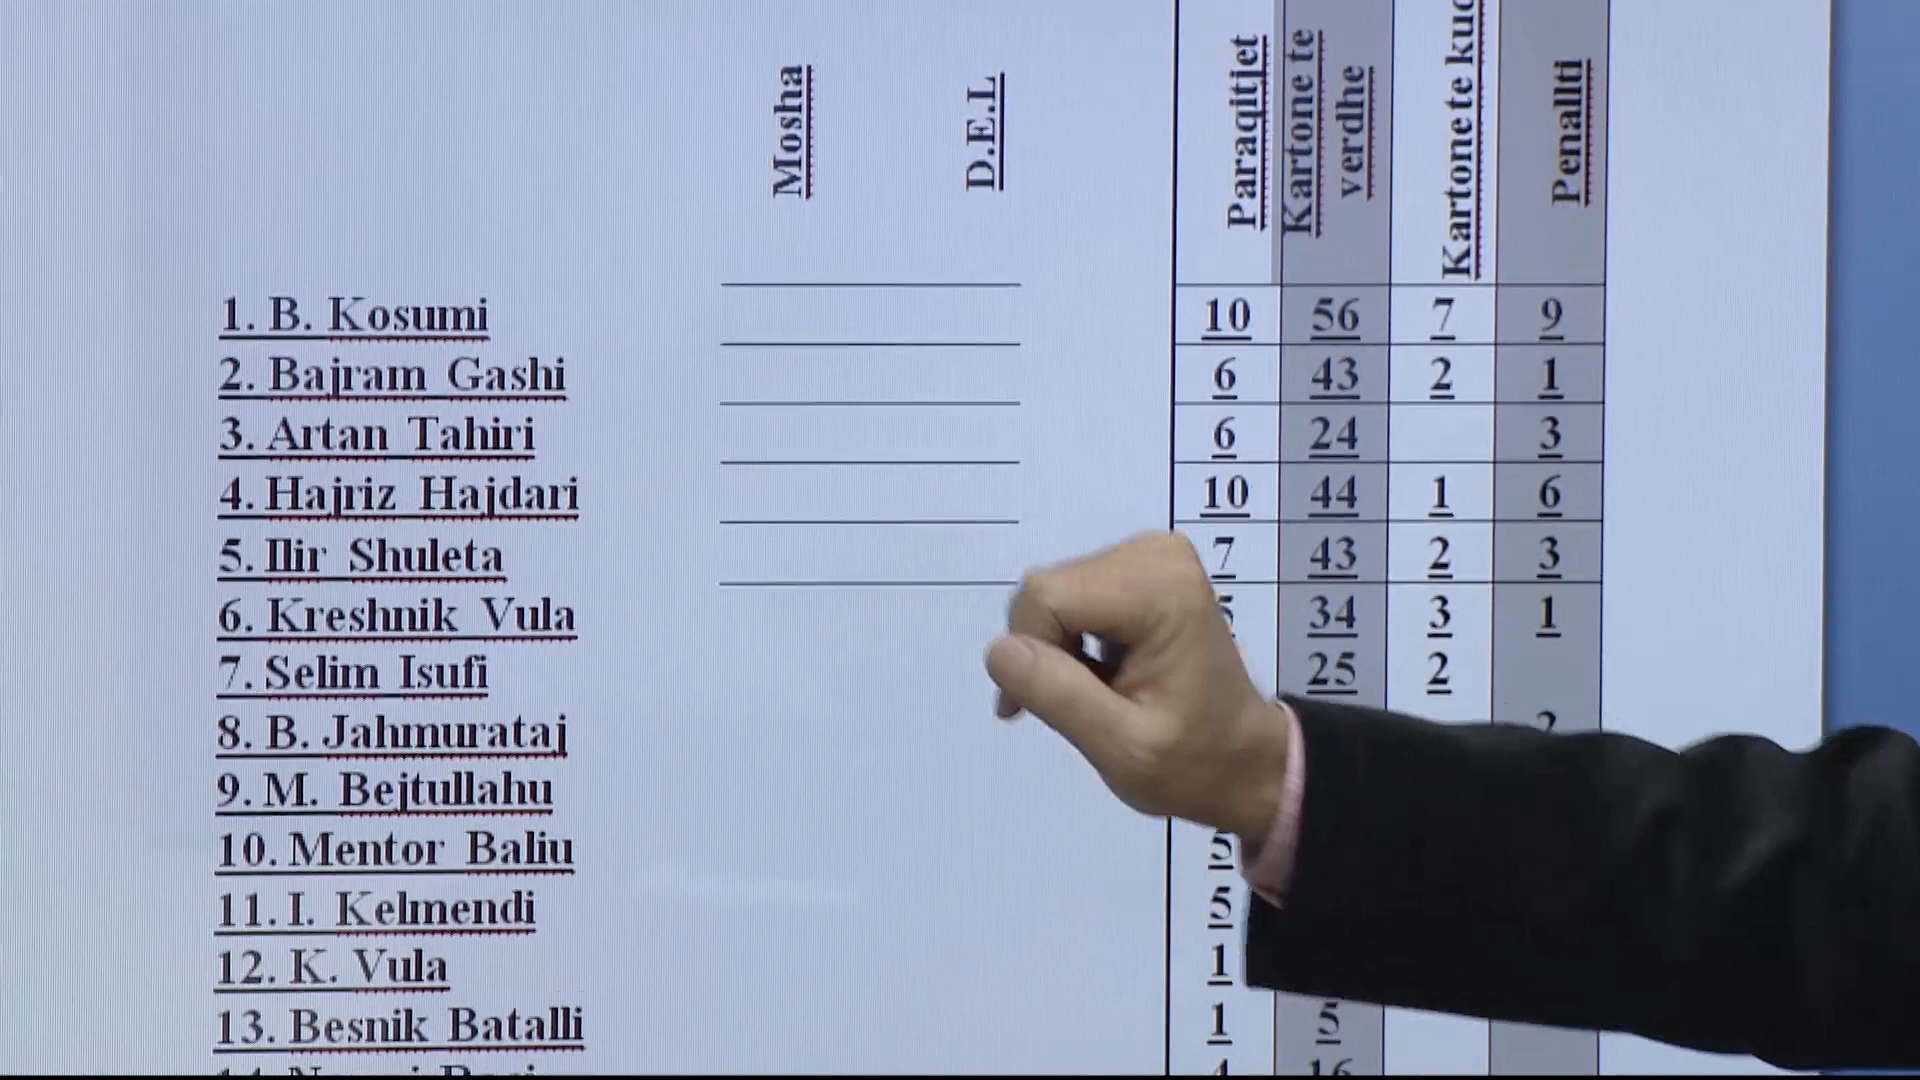 Mosha D.E.L Paraqitjet Kartone te verdhe Kartone te kuq Penallti
1. B. Kosumi 10 56 7 9
2. Bajram Gashi 6 43 2 1
3. Artan Tahiri 6 24 3
4. Hajriz Hajdari 10 44 1 6
5. Ilir Shuleta 7 43 2 3
6. Kreshnik Vula 34 3 1
7. Selim Isufi 25 2
8. B. Jahmurataj
9. M. Bejtullahu
10. Mentor Baliu 5
11. I. Kelmendi 5
12. K. Vula 1
13. Besnik Batalli 1 5